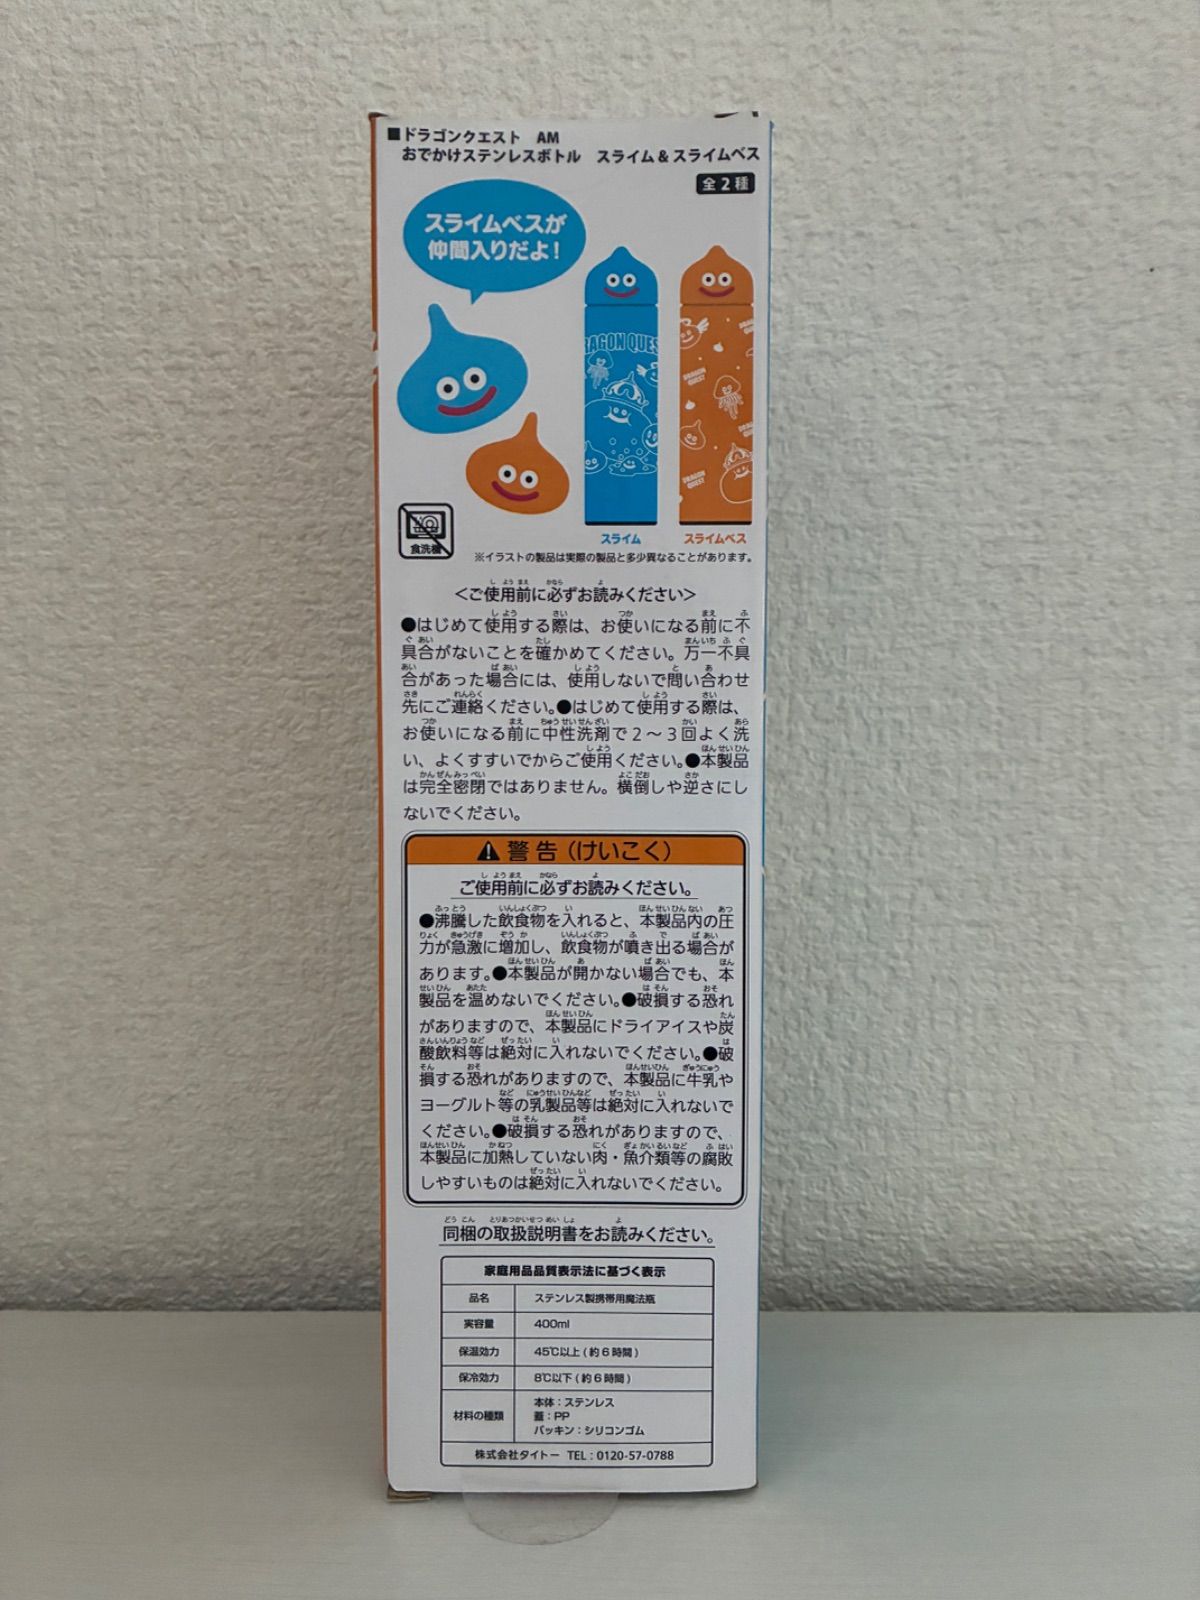 ■ドラゴンクエスト AM
おでかけステンレスボトル スライム&スライムベス
全2種
スライムベスが
仲間入りだよ！
RAGON QUES
DRAGON
QUEST
DRAGON
QUEST
スライム
スライムベス
食洗機
※イラストの製品は実際の製品と多少異なることがあります。
＜ご使用前に必ずお読みください＞
●はじめて使用する際は、お使いになる前に不
具合がないことを確かめてください。万一不具
合があった場合には、使用しないで問い合わせ
先にご連絡ください。●はじめて使用する際は、
お使いになる前に中性洗剤で2～3回よく洗
い、よくすすいでからご使用ください。●本製品
は完全密閉ではありません。横倒しや逆さにし
ないでください。
警告（けいこく）
ご使用前に必ずお読みください。
●沸騰した飲食物を入れると、本製品内の圧
力が急激に増加し、飲食物が噴き出る場合が
あります。●本製品が開かない場合でも、本
製品を温めないでください。●破損する恐れ
がありますので、本製品にドライアイスや炭
酸飲料等は絶対に入れないでください。●破
損する恐れがありますので、本製品に牛乳や
ヨーグルト等の乳製品等は絶対に入れないで
ください。●破損する恐れがありますので、
本製品に加熱していない肉・魚介類等の腐敗
しやすいものは絶対に入れないでください。
同梱の取扱説明書をお読みください。
家庭用品品質表示法に基づく表示
品名 ステンレス製携帯用魔法瓶
実容量 400ml
保温効力 45℃以上(約6時間)
保冷効力 8℃以下(約6時間)
材料の種類 本体：ステンレス
蓋：PP
パッキン：シリコンゴム
株式会社タイトー TEL：0120-57-0788